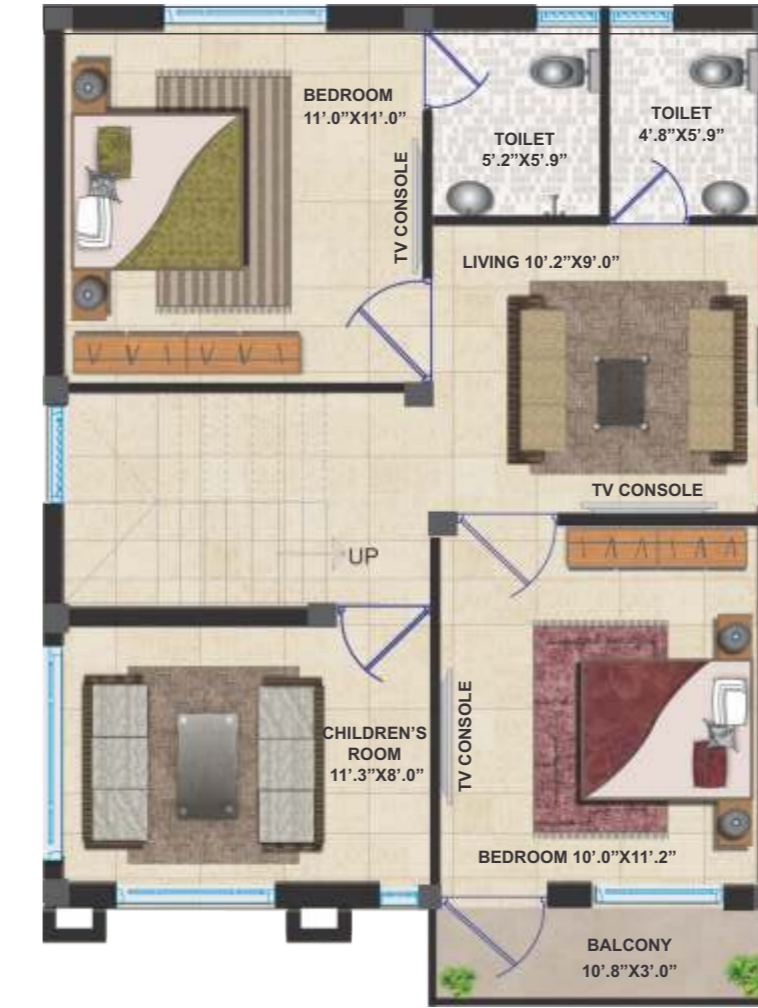 BEDROOM
11’.0”X11’.0”
TOILET
5’.2”X5’.9”
TOILET
4’.8”X5’.9”
TV CONSOLE
LIVING 10’.2”X9’.0”
TV CONSOLE
UP
CHILDREN’S
ROOM
11’.3”X8’.0”
TV CONSOLE
BEDROOM 10’.0”X11’.2”
BALCONY
10’.8”X3’.0”